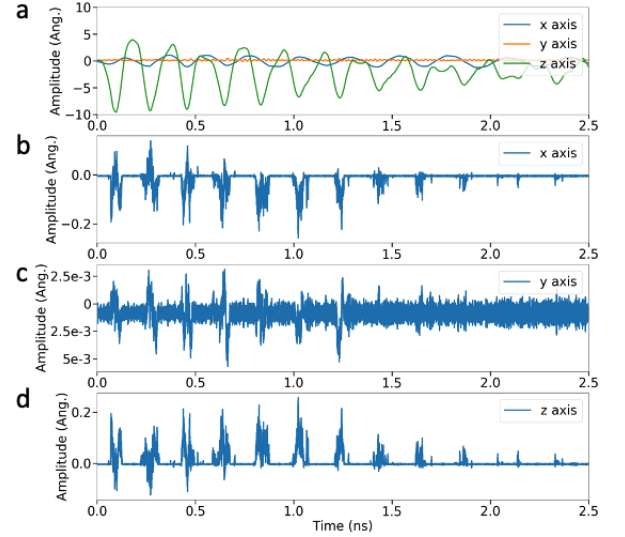 a
Amplitude (Ang.)
10
5
0
−5
−10
x axis
y axis
z axis
0.0 0.5 1.0 1.5 2.0 2.5
b
Amplitude (Ang.)
0.0
−0.2
x axis
0.0 0.5 1.0 1.5 2.0 2.5
c
Amplitude (Ang.)
2.5e-3
0
2.5e-3
5e-3
y axis
0.0 0.5 1.0 1.5 2.0 2.5
d
Amplitude (Ang.)
0.2
0.0
z axis
0.0 0.5 1.0 1.5 2.0 2.5
Time (ns)